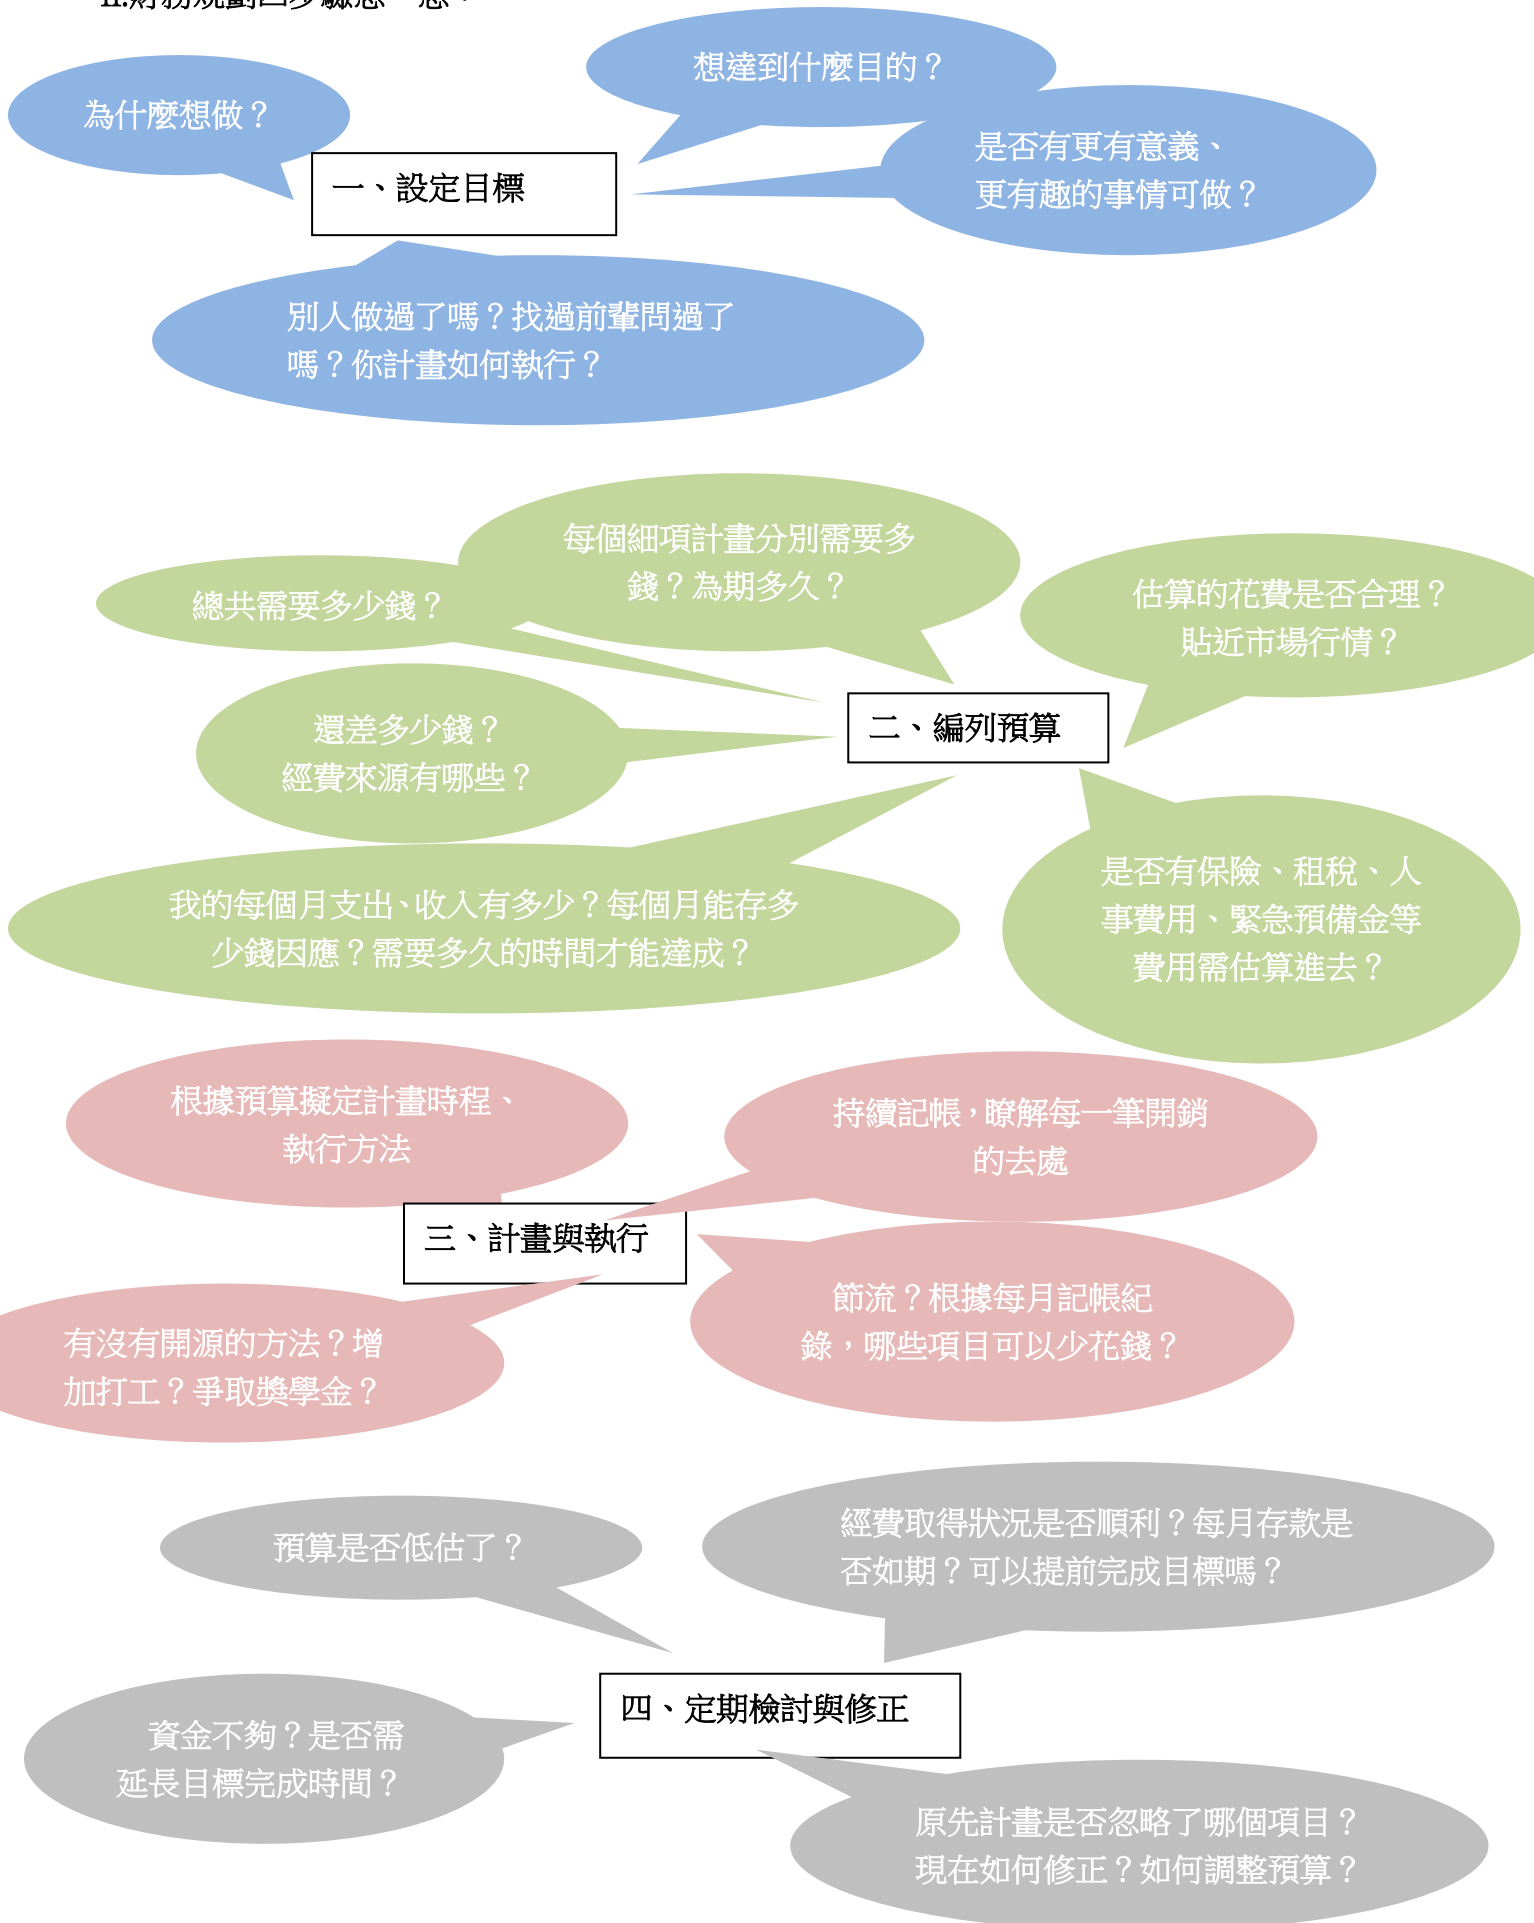 II.財務規劃四步驟想一想：
為什麼想做？
想達到什麼目的？
是否有更有意義、
更有趣的事情可做？
一、設定目標
別人做過了嗎？找過前輩問過了
嗎？你計畫如何執行？
每個細項計畫分別需要多
錢？為期多久？
總共需要多少錢？
估算的花費是否合理？
貼近市場行情？
還差多少錢？
經費來源有哪些？
二、編列預算
我的每個月支出、收入有多少？每個月能存多
少錢因應？需要多久的時間才能達成？
是否有保險、租稅、人
事費用、緊急預備金等
費用需估算進去？
根據預算擬定計畫時程、
執行方法
持續記帳，瞭解每一筆開銷
的去處
三、計畫與執行
節流？根據每月記帳紀
錄，哪些項目可以少花錢？
有沒有開源的方法？增
加打工？爭取獎學金？
預算是否低估了？
經費取得狀況是否順利？每月存款是
否如期？可以提前完成目標嗎？
四、定期檢討與修正
資金不夠？是否需
延長目標完成時間？
原先計畫是否忽略了哪個項目？
現在如何修正？如何調整預算？